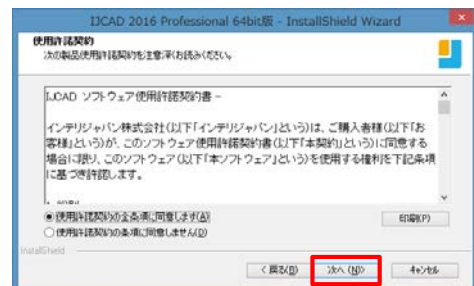 IJCAD 2016 Professional 64bit版 - InstallShield Wizard
使用許諾契約
次の製品使用許諾契約を注意深くお読みください。
IJCAD ソフトウェア使用許諾契約書 -
インテリジャパン株式会社(以下「インテリジャパン」という)は、ご購入者様(以下「お
客様」という)が、このソフトウェア使用許諾契約書(以下「本契約」という)に同意する
場合に限り、このソフトウェア(以下「本ソフトウェア」という)を使用する権利を下記条項
に基づき許諾します。
使用許諾契約の全条項に同意します(A)
印刷(P)
使用許諾契約の条項に同意しません(D)
InstallShield
< 戻る(B)
次へ (N)>
キャンセル